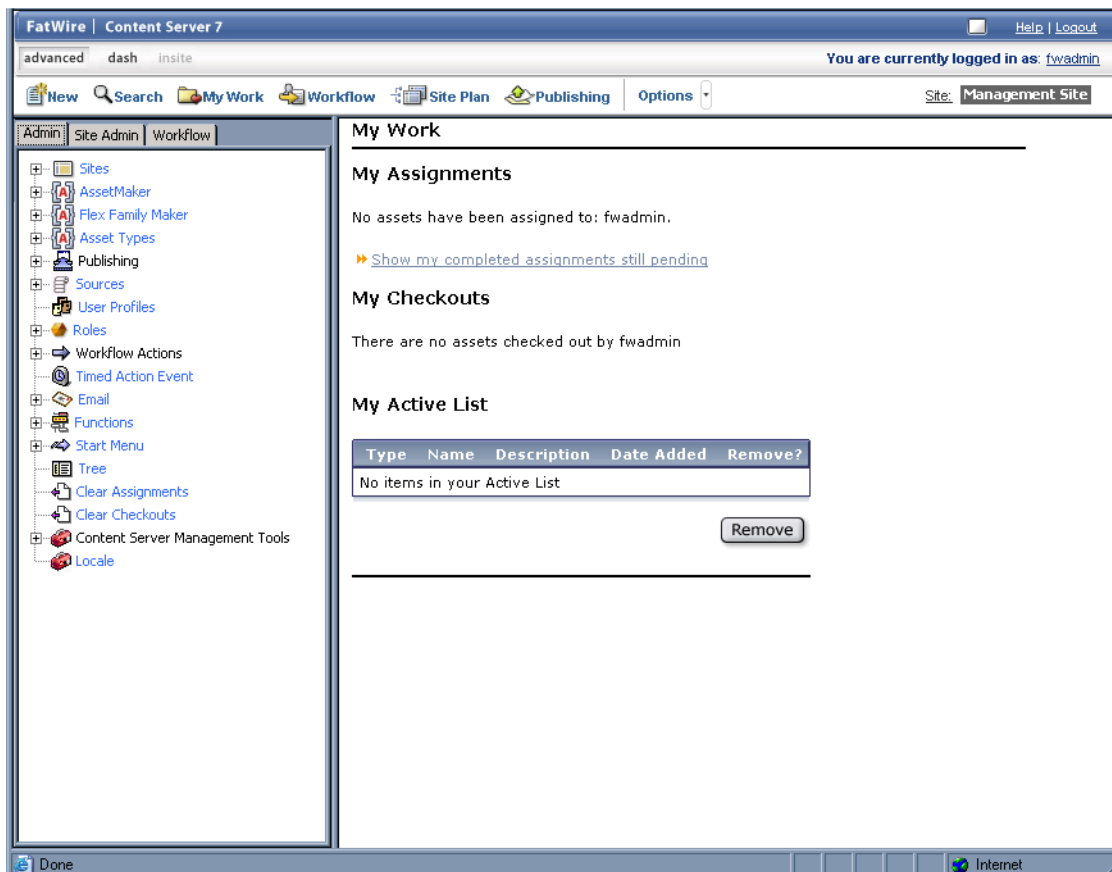 FatWire | Content Server 7
Help | Logout
advanced dash insite
You are currently logged in as: fwadmin
New Search My Work Workflow Site Plan Publishing Options
Site: Management Site
Admin Site Admin Workflow
Sites
AssetMaker
Flex Family Maker
Asset Types
Publishing
Sources
User Profiles
Roles
Workflow Actions
Timed Action Event
Email
Functions
Start Menu
Tree
Clear Assignments
Clear Checkouts
Content Server Management Tools
Locale
My Work
My Assignments
No assets have been assigned to: fwadmin.
Show my completed assignments still pending
My Checkouts
There are no assets checked out by fwadmin
My Active List
Type Name Description Date Added Remove?
No items in your Active List
Remove
Done
Internet